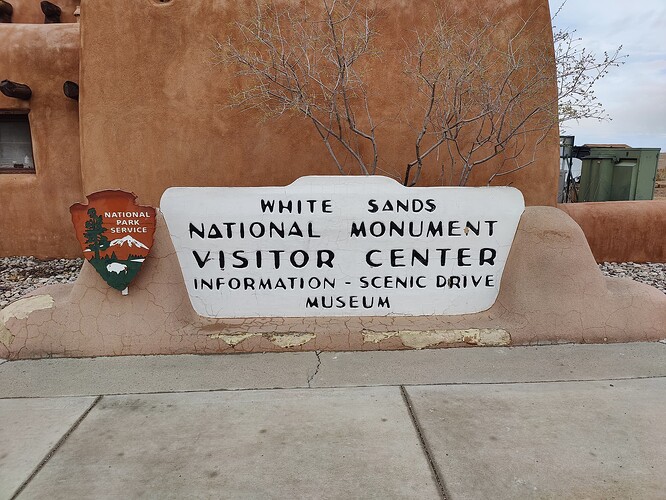 NATIONAL
PARK
SERVICE
WHITE SANDS
NATIONAL MONUMENT
VISITOR CENTER
INFORMATION - SCENIC DRIVE
MUSEUM